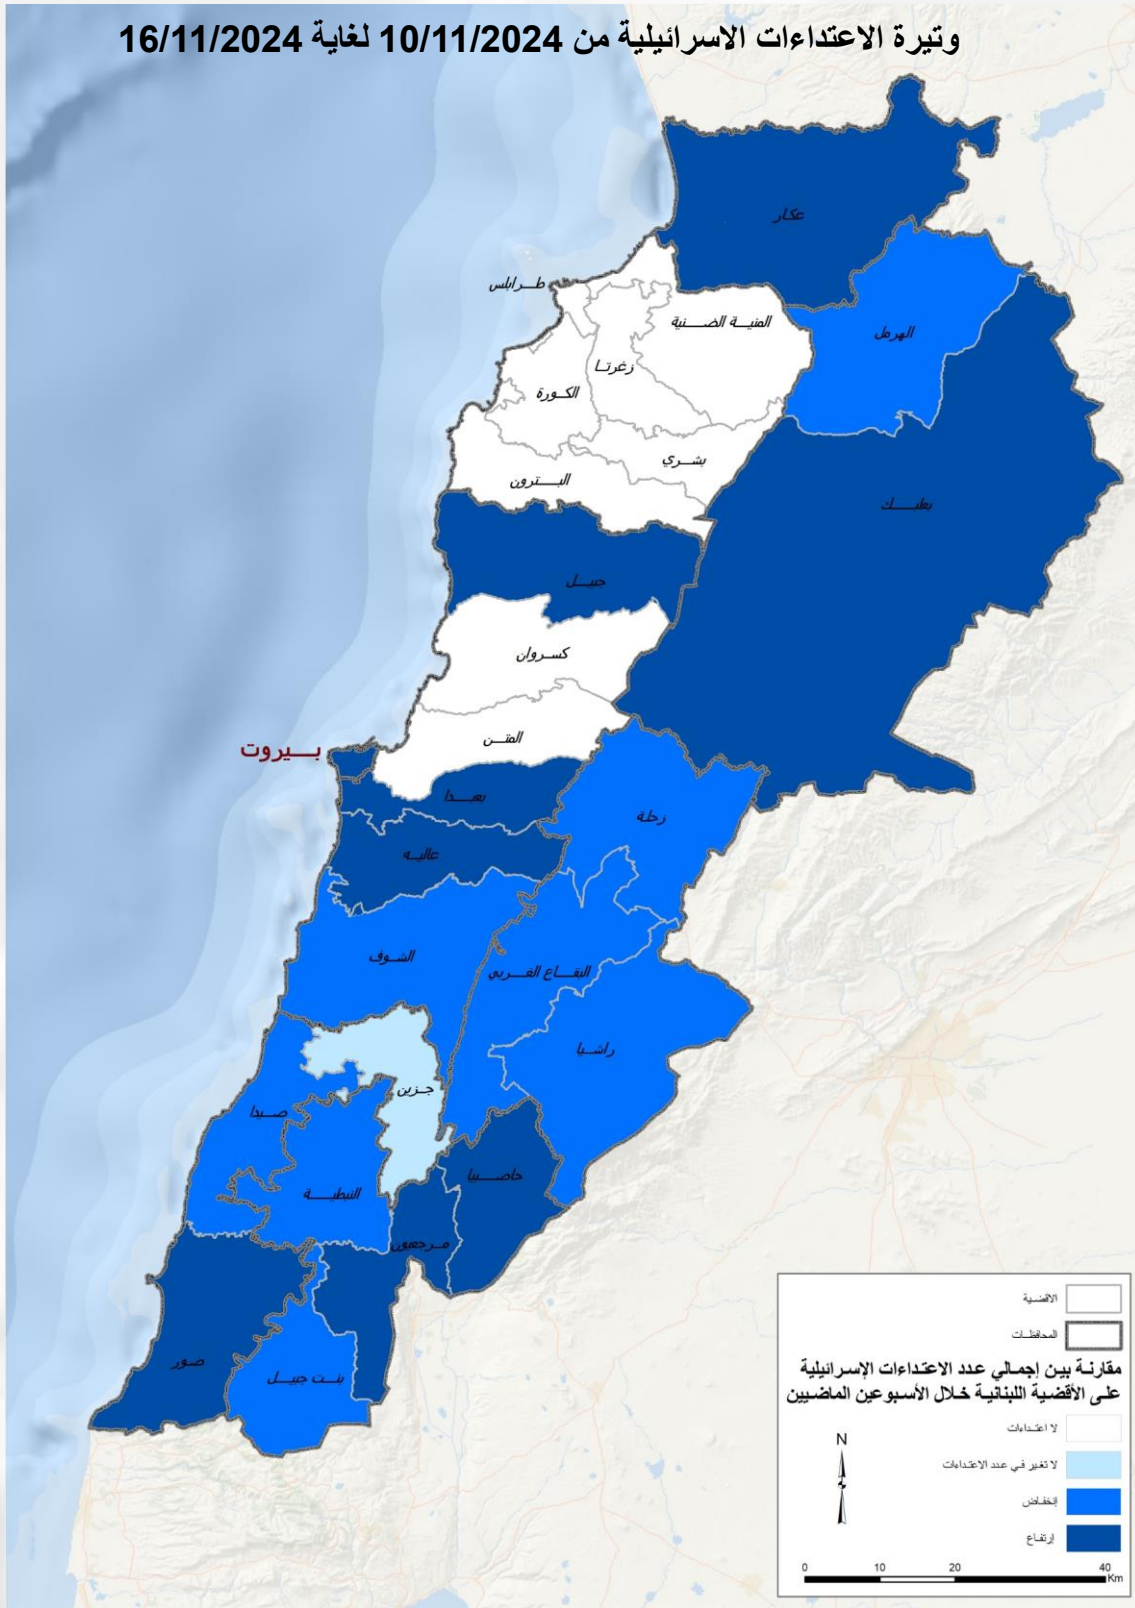 وتيرة الاعتداءات الاسرائيلية من 10/11/2024 لغاية 16/11/2024
عكار
طرابلس
المنية الضنية
الهرمل
زغرتا
الكورة
بشري
البترون
بعلبك
جبيل
كسروان
المتن
بيروت
بعبدا
زحلة
عاليه
الشوف
البقاع الغربي
راشيا
جزين
صيدا
حاصبيا
النبطية
مرجعون
صور
بنت جبيل
الاقضية
المحافظات
مقارنة بين إجمالي عدد الاعتداءات الإسرائيلية
على الأقضية اللبنانية خلال الأسبوعين الماضيين
لا اعتداءات
لا تغير في عدد الاعتداءات
إنخفاض
إرتفاع
N
0 10 20 40
Km